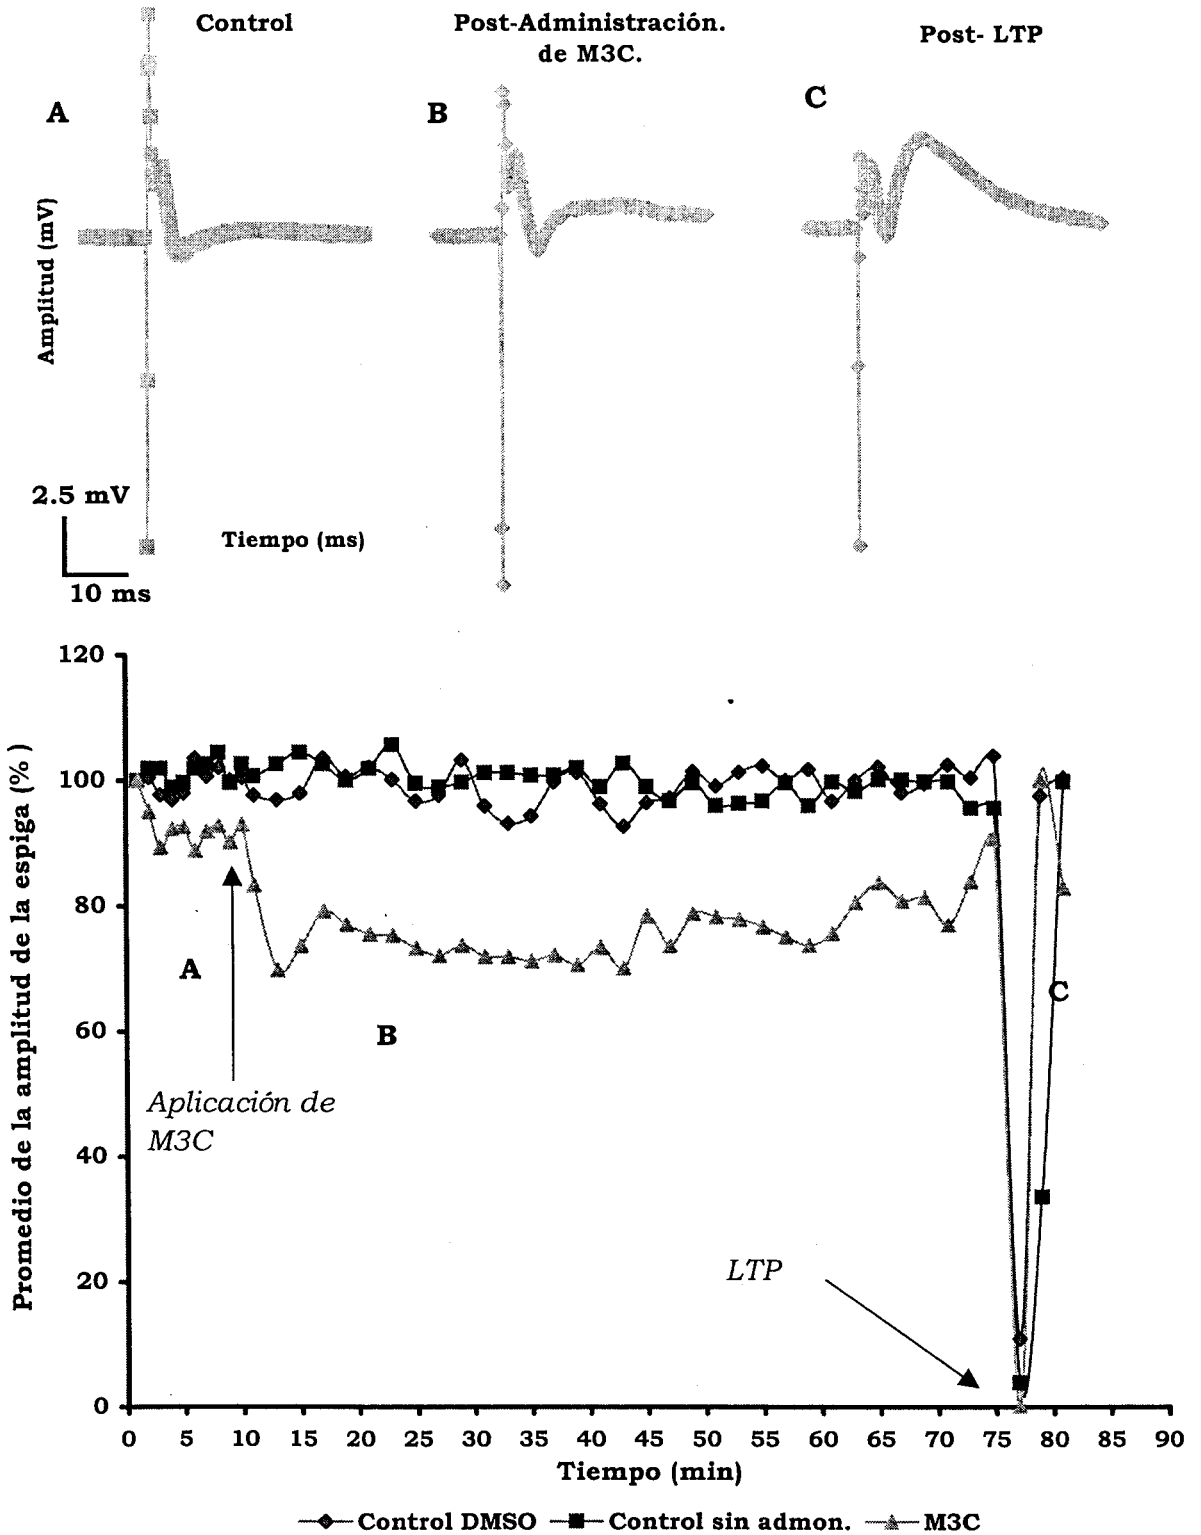 Control
Post-Administración.
de M3C.
Post- LTP
A
B
C
Amplitud (mV)
2.5 mV
10 ms
Tiempo (ms)
Promedio de la amplitud de la espiga (% )
120
100
80
60
40
20
0
A
B
C
Aplicación de
M3C
LTP
0 5 10 15 20 25 30 35 40 45 50 55 60 65 70 75 80 85 90
Tiempo (min)
Control DMSO Control sin admon. M3C